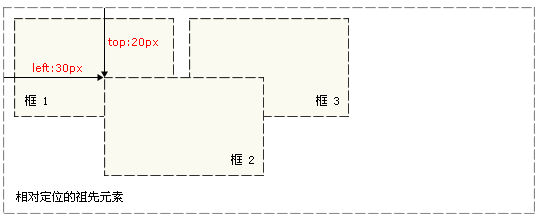 top:20px
left:30px
框 1
框 3
框 2
相对定位的祖先元素